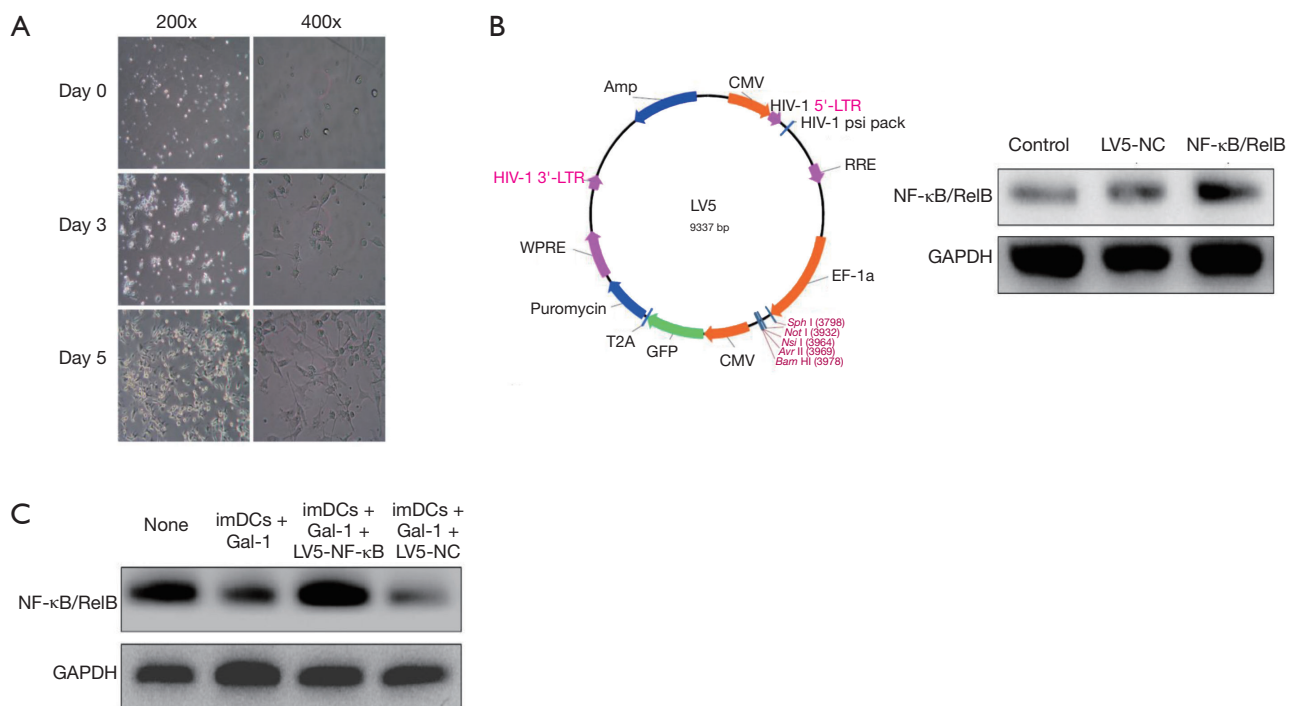 A
200x
400x
Day 0
Day 3
Day 5
B
Amp
CMV
HIV-1 5'-LTR
HIV-1 psi pack
RRE
HIV-1 3'-LTR
LV5
9337 bp
WPRE
EF-1a
Puromycin
Sph I (3798)
Not I (3932)
Nsi I (3964)
Avr II (3969)
Bam HI (3978)
T2A
GFP
CMV
Control
LV5-NC
NF-κB/RelB
NF-κB/RelB
GAPDH
C
None
imDCs +
Gal-1
imDCs +
Gal-1 +
LV5-NF-κB
imDCs +
Gal-1 +
LV5-NC
NF-κB/RelB
GAPDH